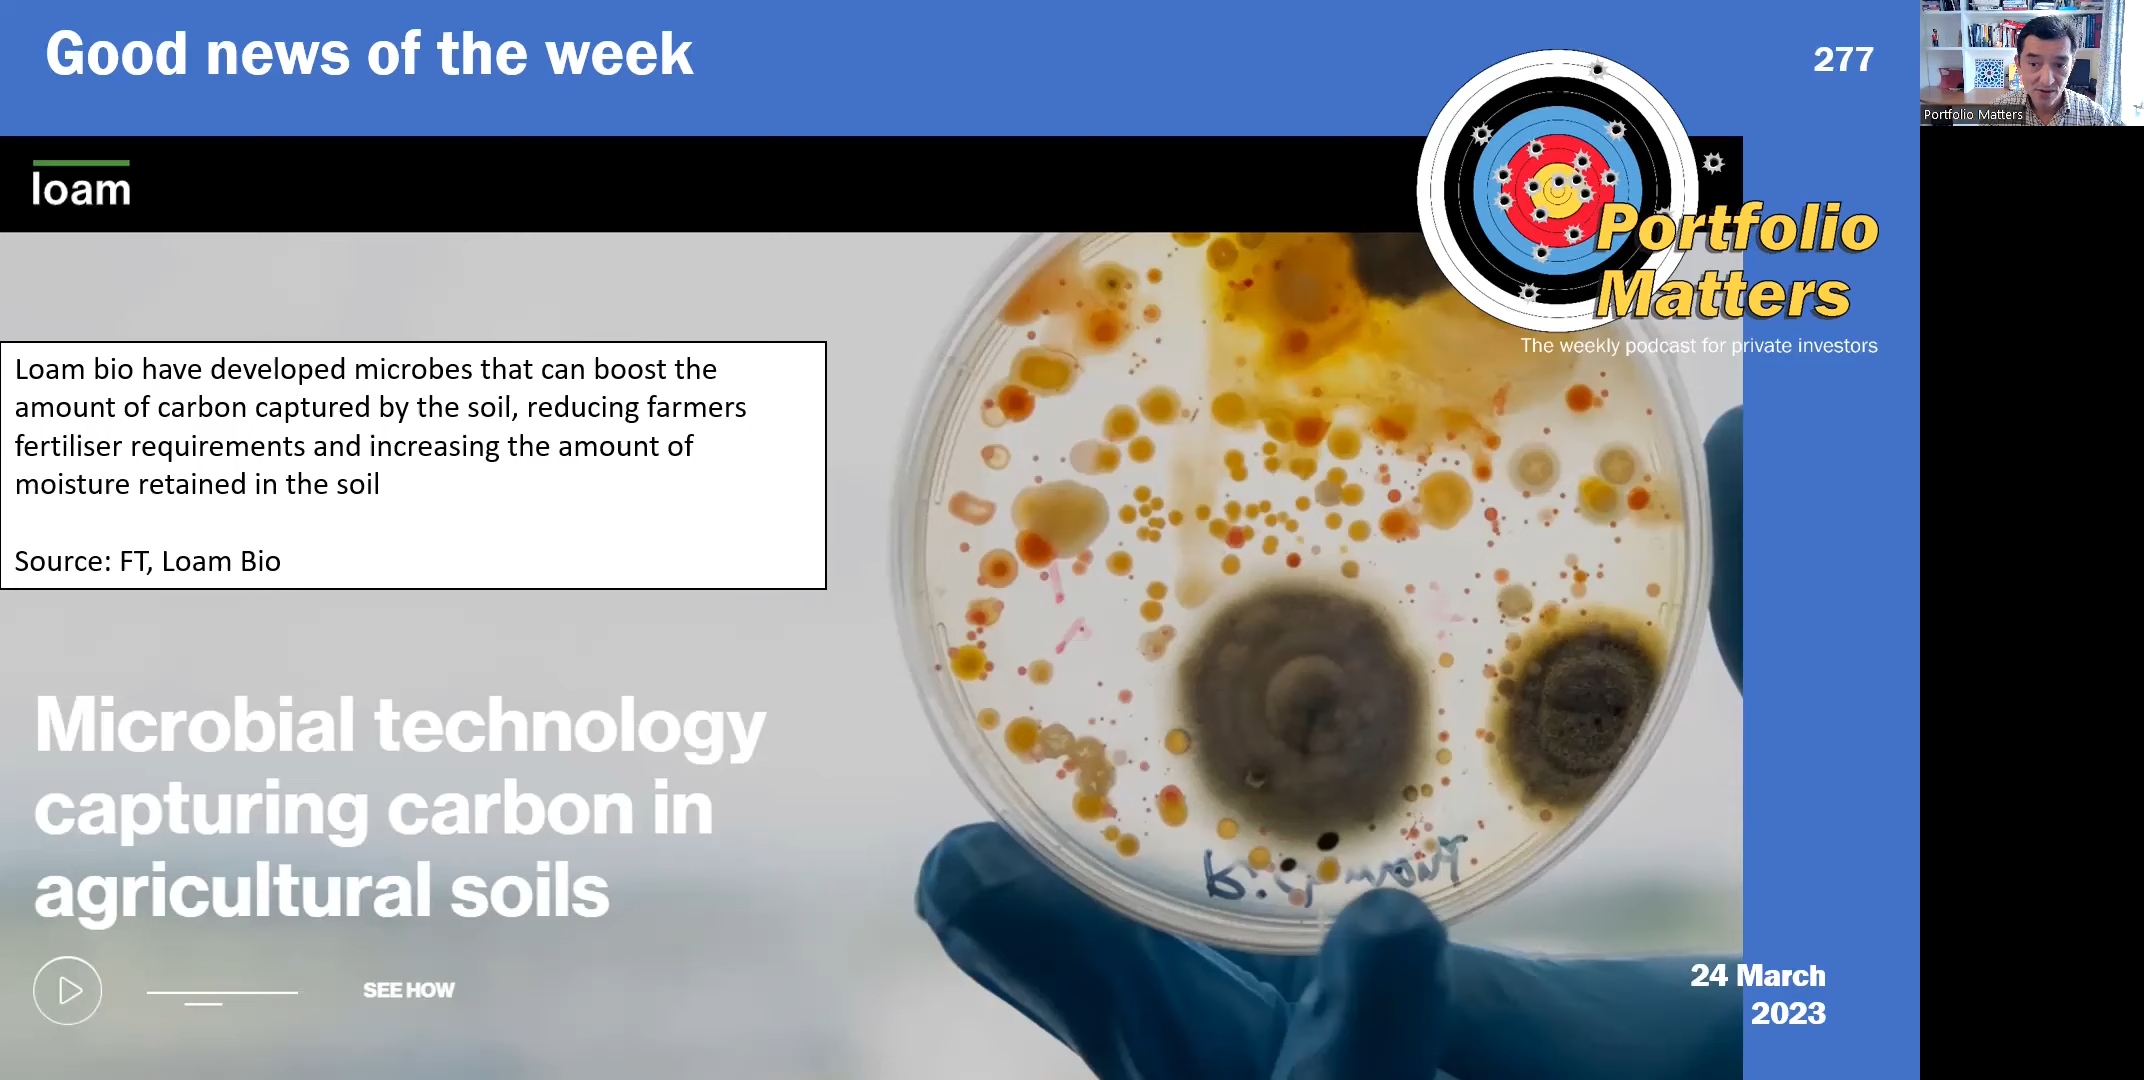 Good news of the week
277
Portfolio Matters
loam
Portfolio
Matters
The weekly podcast for private investors
Loam bio have developed microbes that can boost the
amount of carbon captured by the soil, reducing farmers
fertiliser requirements and increasing the amount of
moisture retained in the soil
Source: FT, Loam Bio
Microbial technology
capturing carbon in
agricultural soils
SEE HOW
24 March
2023